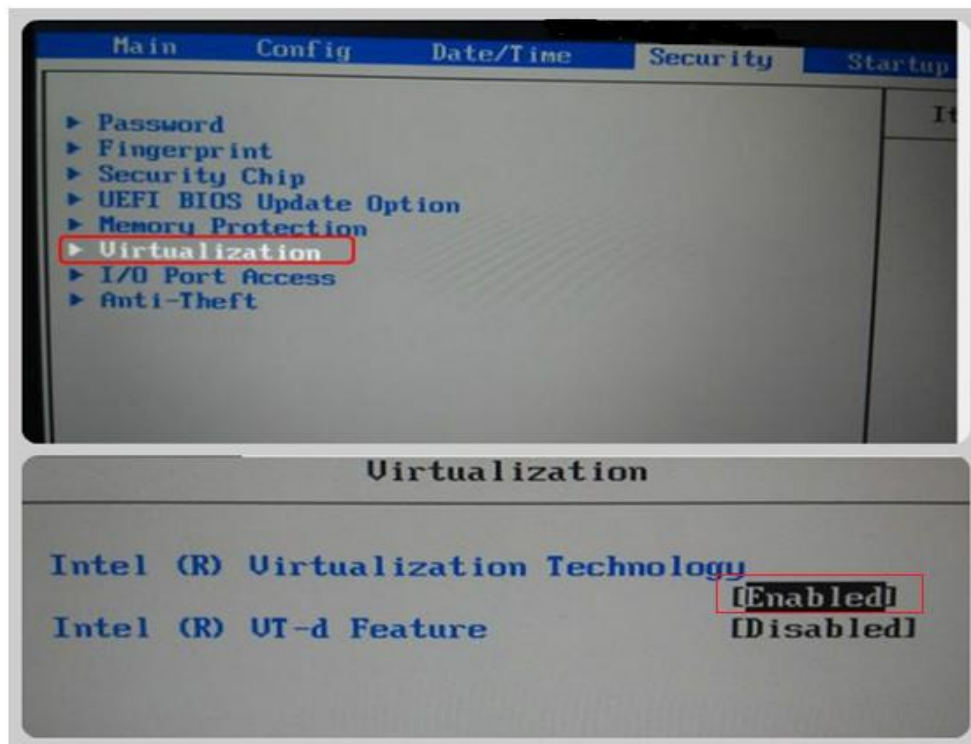 Main Config Date/Time Security Startup
Password
Fingerprint
Security Chip
UEFI BIOS Update Option
Memory Protection
Virtualization
I/O Port Access
Anti-Theft
Virtualization
Intel (R) Virtualization Technology
[Enabled]
Intel (R) VT-d Feature [Disabled]